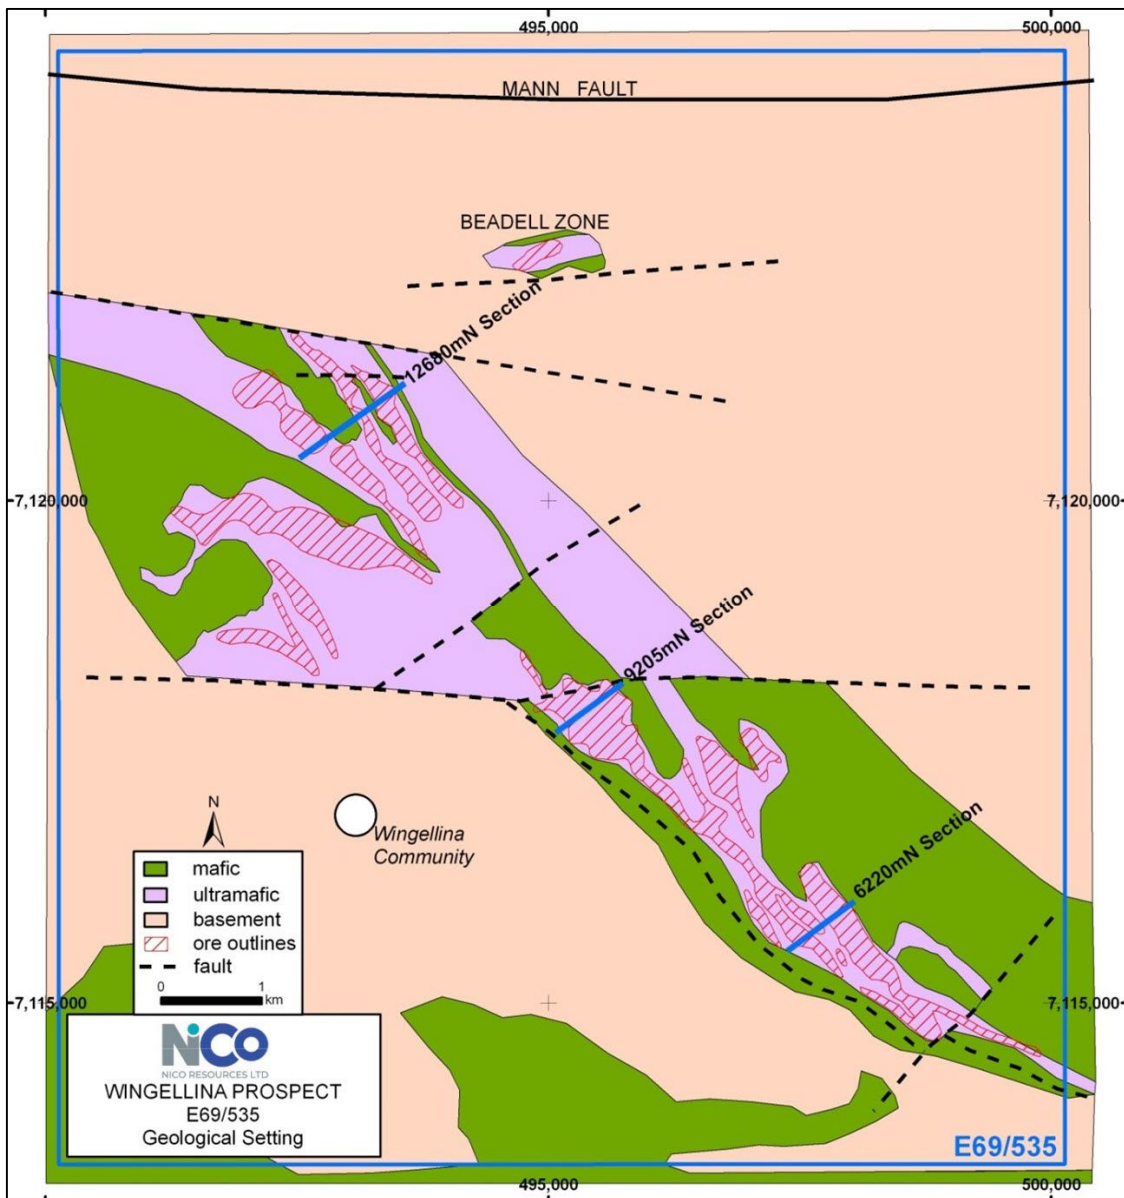 495,000
500,000
MANN FAULT
BEADELL ZONE
12680mN Section
7,120,000
7,120,000
9205mN Section
N
Wingellina
Community
mafic
ultramafic
basement
ore outlines
fault
0 1
km
6220mN Section
7,115,000
7,115,000
NiCo
NICO RESOURCES LTD
WINGELLINA PROSPECT
E69/535
Geological Setting
E69/535
495,000
500,000